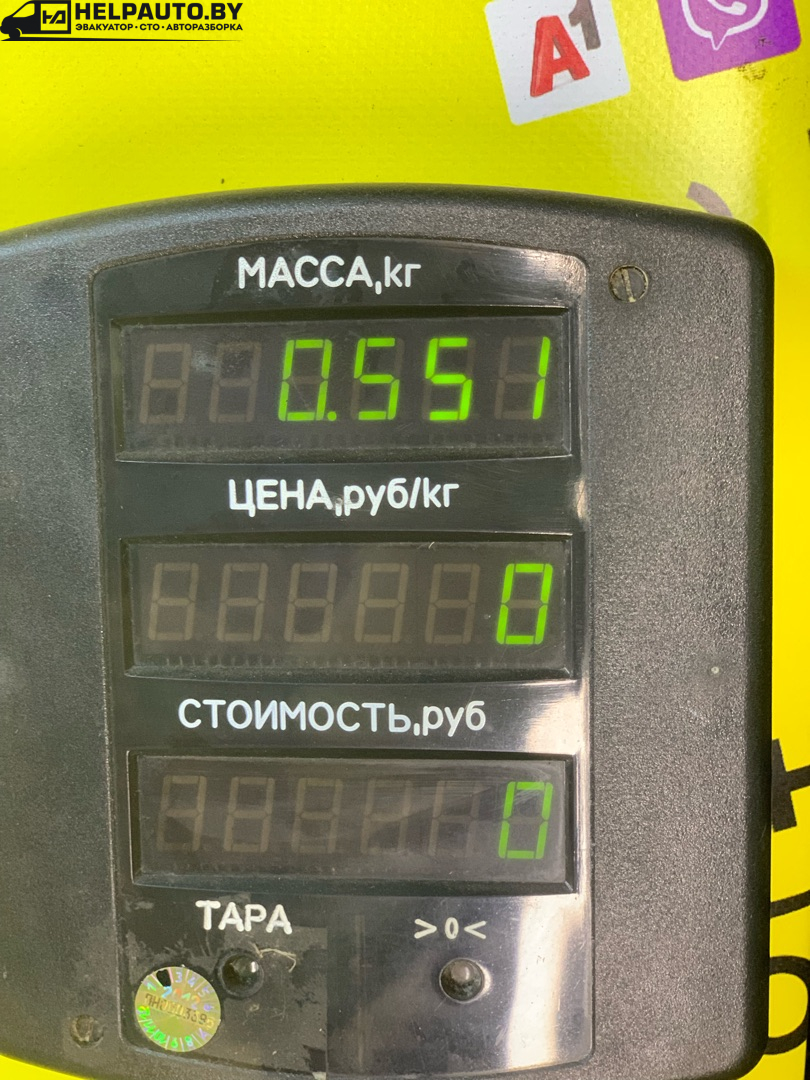 HELPAUTO.BY
ЭВАКУАТОР • СТО • АВТОРАЗБОРКА
A1
МАССА,кг
0.551
ЦЕНА,руб/кг
0
СТОИМОСТЬ,руб
0
ТАРА
>0<